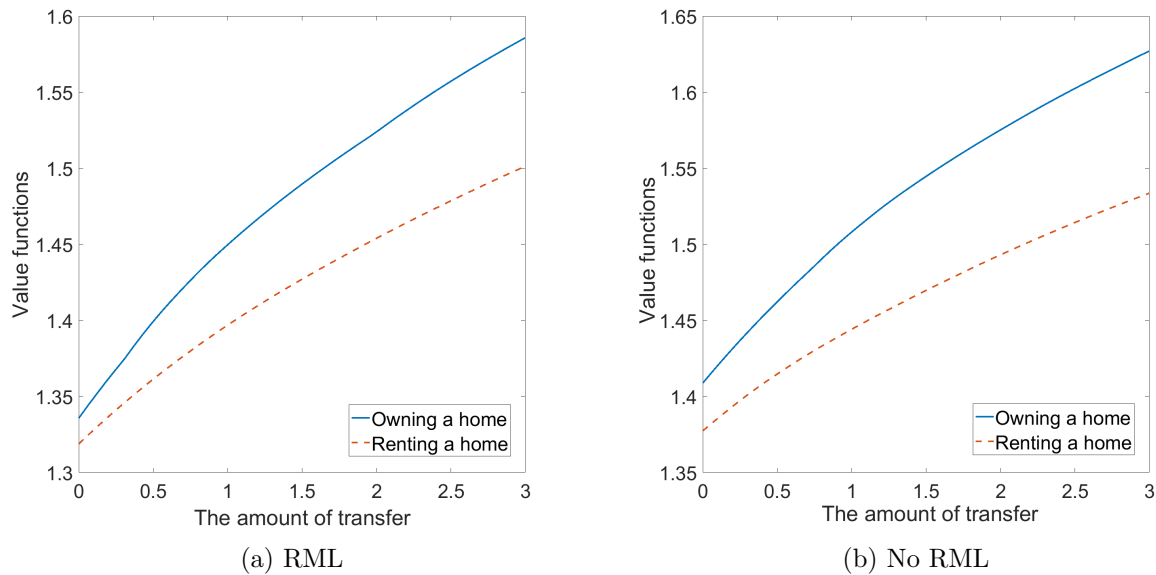 1.6
1.55
1.5
1.45
1.4
1.35
1.3
Value functions
0 0.5 1 1.5 2 2.5 3
The amount of transfer
Owning a home
Renting a home
(a) RML
1.65
1.6
1.55
1.5
1.45
1.4
1.35
Value functions
0 0.5 1 1.5 2 2.5 3
The amount of transfer
Owning a home
Renting a home
(b) No RML